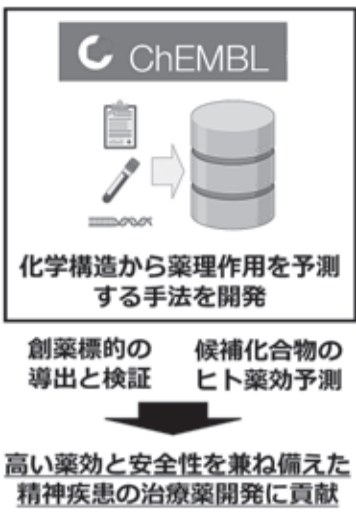 ChEMBL
化学構造から薬理作用を予測
する手法を開発
創薬標的の
導出と検証
候補化合物の
ヒト薬効予測
高い薬効と安全性を兼ね備えた
精神疾患の治療薬開発に貢献